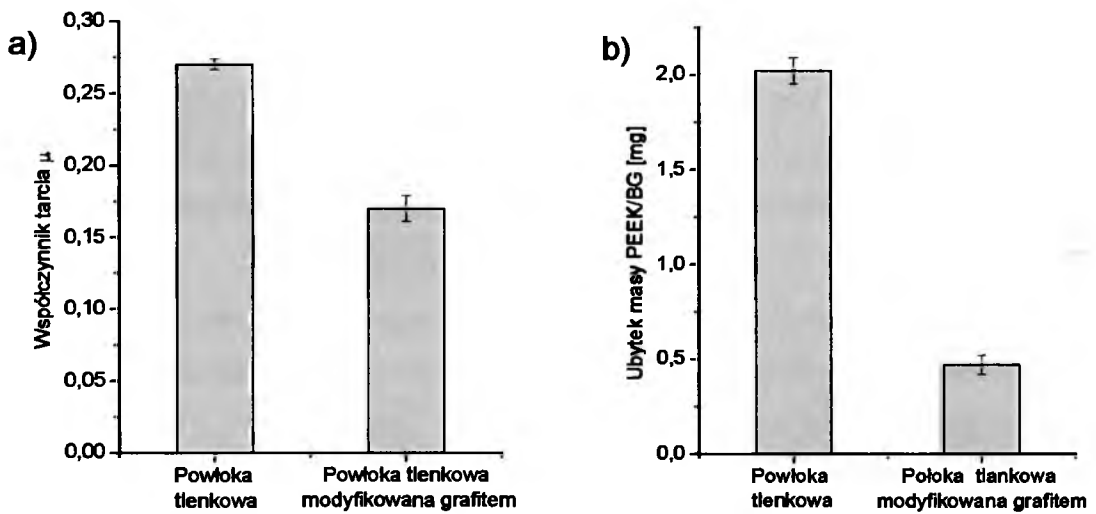 a)
Współczynnik tarcia μ
0,30
0,25
0,20
0,15
0,10
0,05
0,00
Powłoka
tlenkowa
Powłoka tlenkowa
modyfikowana grafitem
b)
Ubytek masy PEEK/BG [mg]
2,0
1,5
1,0
0,5
0,0
Powłoka
tlenkowa
Połoka tlankowa
modyfikowana grafitem